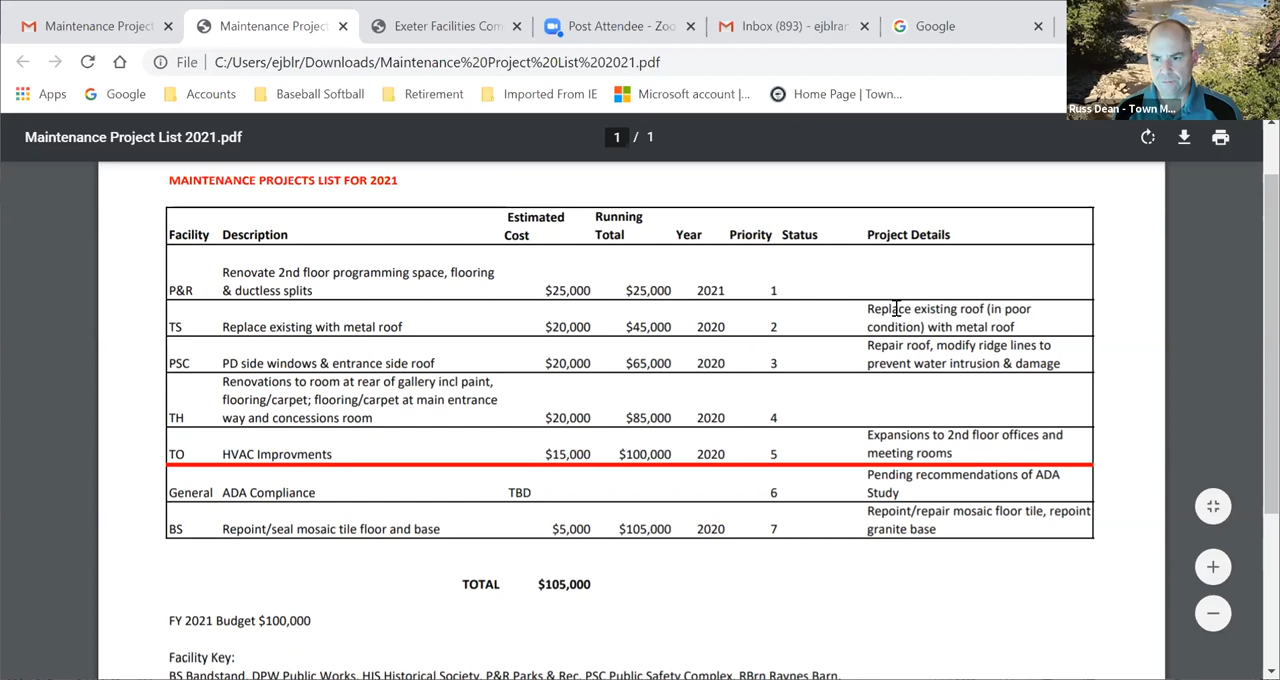 Maintenance Project
Maintenance Projec
Exeter Facilities Com
Post Attendee - Zoo
Inbox (893) - ejblrar
Google
File C:/Users/ejblr/Downloads/Maintenance%20Project%20List%202021.pdf
Apps Google Accounts Baseball Softball Retirement Imported From IE Microsoft account |... Home Page | Town...
Russ Dean - Town M...
Maintenance Project List 2021.pdf 1 / 1
MAINTENANCE PROJECTS LIST FOR 2021
Facility Description Estimated Cost Running Total Year Priority Status Project Details
Renovate 2nd floor programming space, flooring
P&R & ductless splits $25,000 $25,000 2021 1
Replace existing roof (in poor
TS Replace existing with metal roof $20,000 $45,000 2020 2 condition) with metal roof
Repair roof, modify ridge lines to
PSC PD side windows & entrance side roof $20,000 $65,000 2020 3 prevent water intrusion & damage
Renovations to room at rear of gallery incl paint,
flooring/carpet; flooring/carpet at main entrance
TH way and concessions room $20,000 $85,000 2020 4
Expansions to 2nd floor offices and
TO HVAC Improvments $15,000 $100,000 2020 5 meeting rooms
Pending recommendations of ADA
General ADA Compliance TBD 6 Study
Repoint/repair mosaic floor tile, repoint
BS Repoint/seal mosaic tile floor and base $5,000 $105,000 2020 7 granite base
TOTAL $105,000
FY 2021 Budget $100,000
Facility Key:
BS Bandstand, DPW Public Works, HIS Historical Society, P&R Parks & Rec, PSC Public Safety Complex, RBrn Raynes Barn,